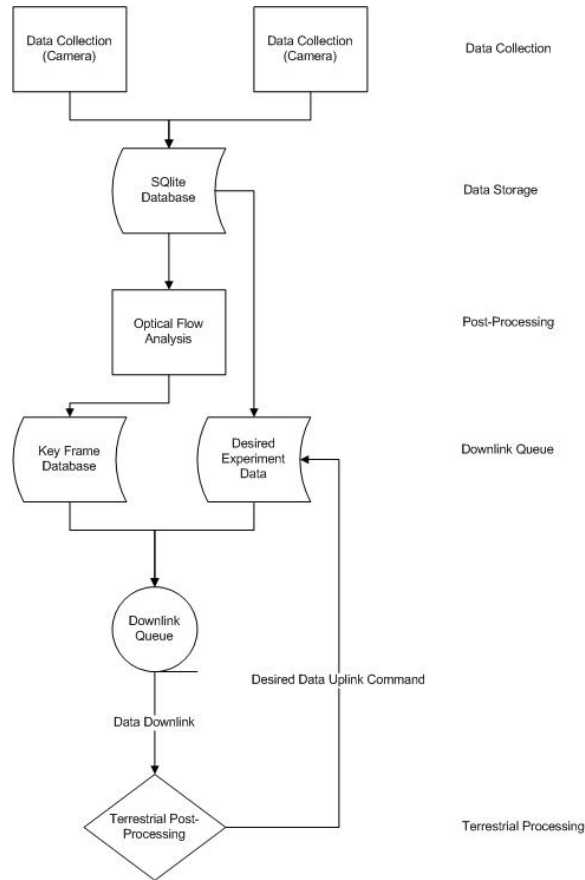 Data Collection
(Camera)
Data Collection
(Camera)
Data Collection
SQlite
Database
Data Storage
Optical Flow
Analysis
Post-Processing
Key Frame
Database
Desired
Experiment
Data
Downlink Queue
Downlink
Queue
Desired Data Uplink Command
Data Downlink
Terrestrial Post-
Processing
Terrestrial Processing